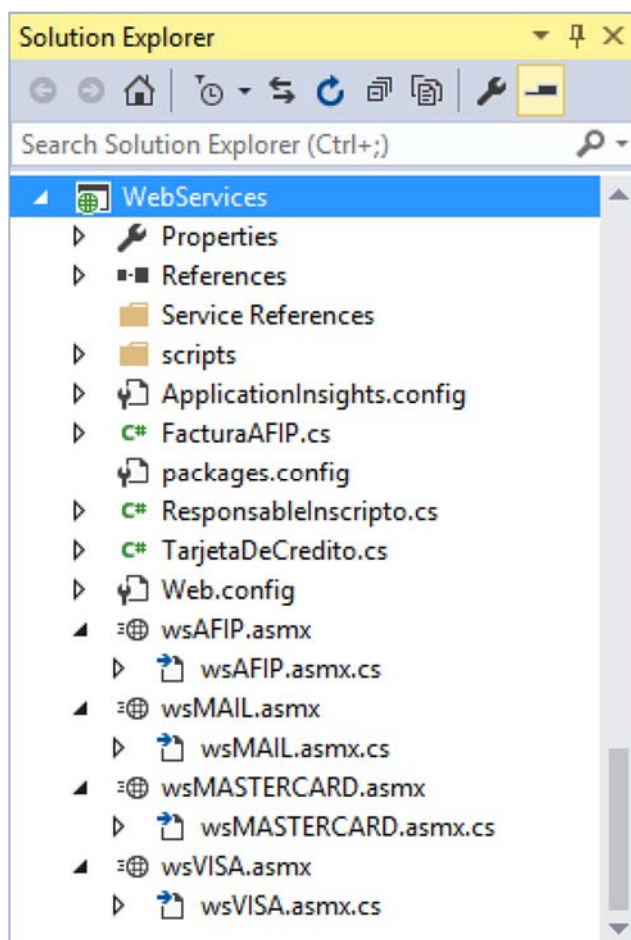 Solution Explorer
Search Solution Explorer (Ctrl+;)
WebServices
Properties
References
Service References
scripts
ApplicationInsights.config
C# FacturaAFIP.cs
packages.config
C# ResponsableInscripto.cs
C# TarjetaDeCredito.cs
Web.config
wsAFIP.asmx
wsAFIP.asmx.cs
wsMAIL.asmx
wsMAIL.asmx.cs
wsMASTERCARD.asmx
wsMASTERCARD.asmx.cs
wsVISA.asmx
wsVISA.asmx.cs